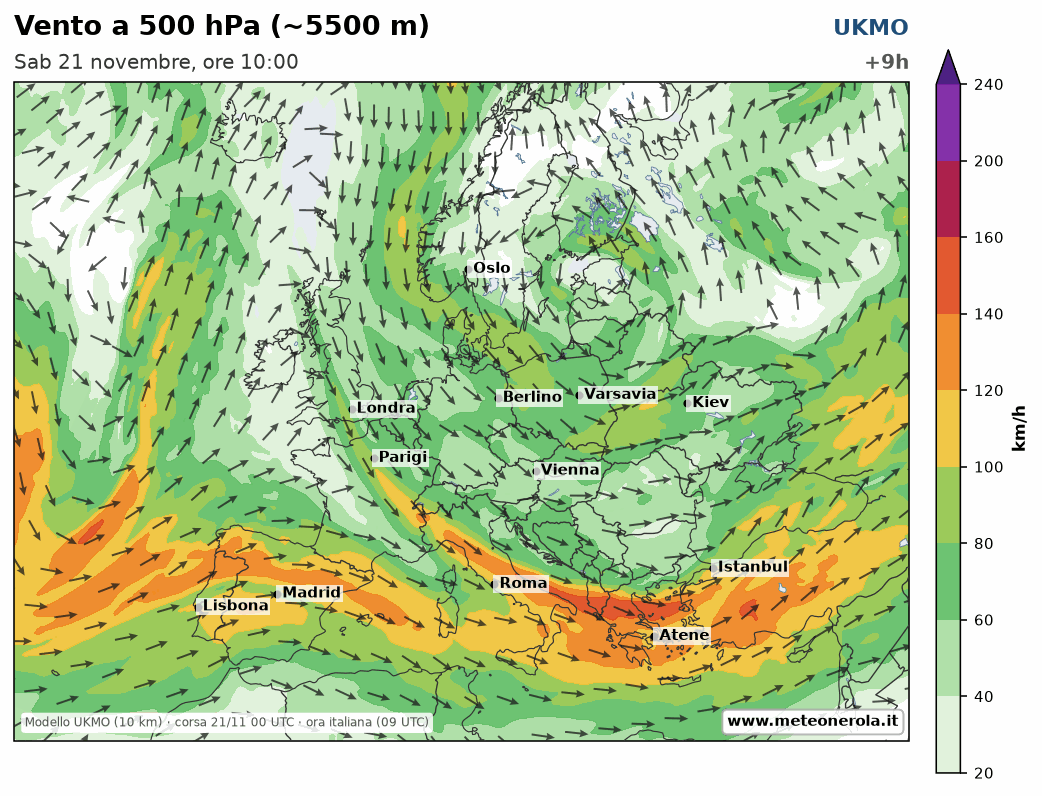 Vento a 500 hPa (~5500 m)
UKMO
Sab 21 novembre, ore 10:00
+9h
240
200
160
140
120
100
80
60
40
20
km/h
Oslo
Londra
Berlino
Varsavia
Kiev
Parigi
Vienna
Istanbul
Roma
Madrid
Lisbona
Atene
Modello UKMO (10 km) · corsa 21/11 00 UTC · ora italiana (09 UTC)
www.meteonerola.it